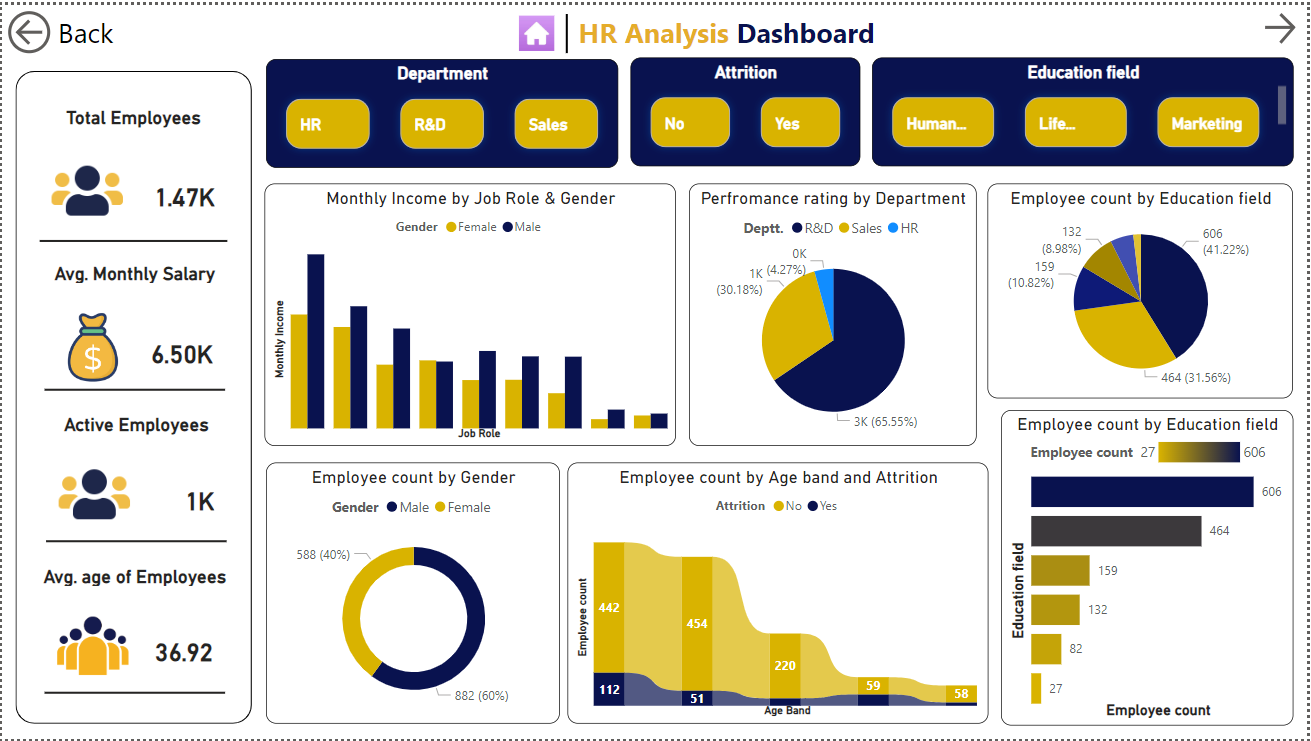 Back
HR Analysis Dashboard
Total Employees
1.47K
Avg. Monthly Salary
6.50K
Active Employees
1K
Avg. age of Employees
36.92
Department
HR
R&D
Sales
Attrition
No
Yes
Education field
Human...
Life...
Marketing
Monthly Income by Job Role & Gender
Gender Female Male
Monthly Income
Job Role
Perfromance rating by Department
Deptt. R&D Sales HR
0K
(4.27%)
1K
(30.18%)
3K (65.55%)
Employee count by Education field
132
(8.98%)
159
(10.82%)
606
(41.22%)
464 (31.56%)
Employee count by Gender
Gender Male Female
588 (40%)
882 (60%)
Employee count by Age band and Attrition
Attrition No Yes
Employee count
442
112
454
51
220
59
58
Age Band
Employee count by Education field
Employee count 27 606
Education field
606
464
159
132
82
27
Employee count